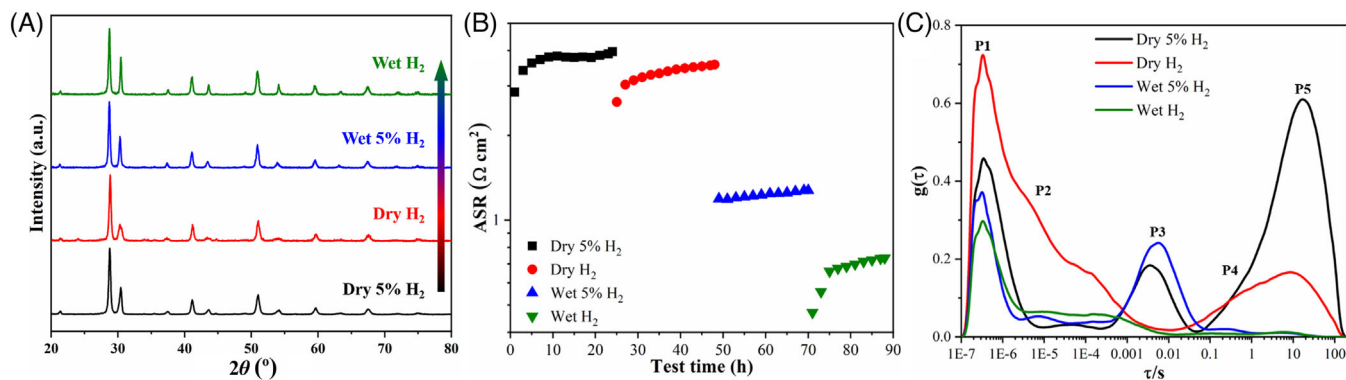 (A)
Intensity (a.u.)
Wet H₂
Wet 5% H₂
Dry H₂
Dry 5% H₂
20 30 40 50 60 70 80
2θ (°)
(B)
ASR (Ω cm²)
1
Dry 5% H₂
Dry H₂
Wet 5% H₂
Wet H₂
0 10 20 30 40 50 60 70 80 90
Test time (h)
(C)
g(τ)
0.8
0.6
0.4
0.2
0.0
P1
P2
P3
P4
P5
Dry 5% H₂
Dry H₂
Wet 5% H₂
Wet H₂
1E-7 1E-6 1E-5 1E-4 0.001 0.01 0.1 1 10 100
τ/s